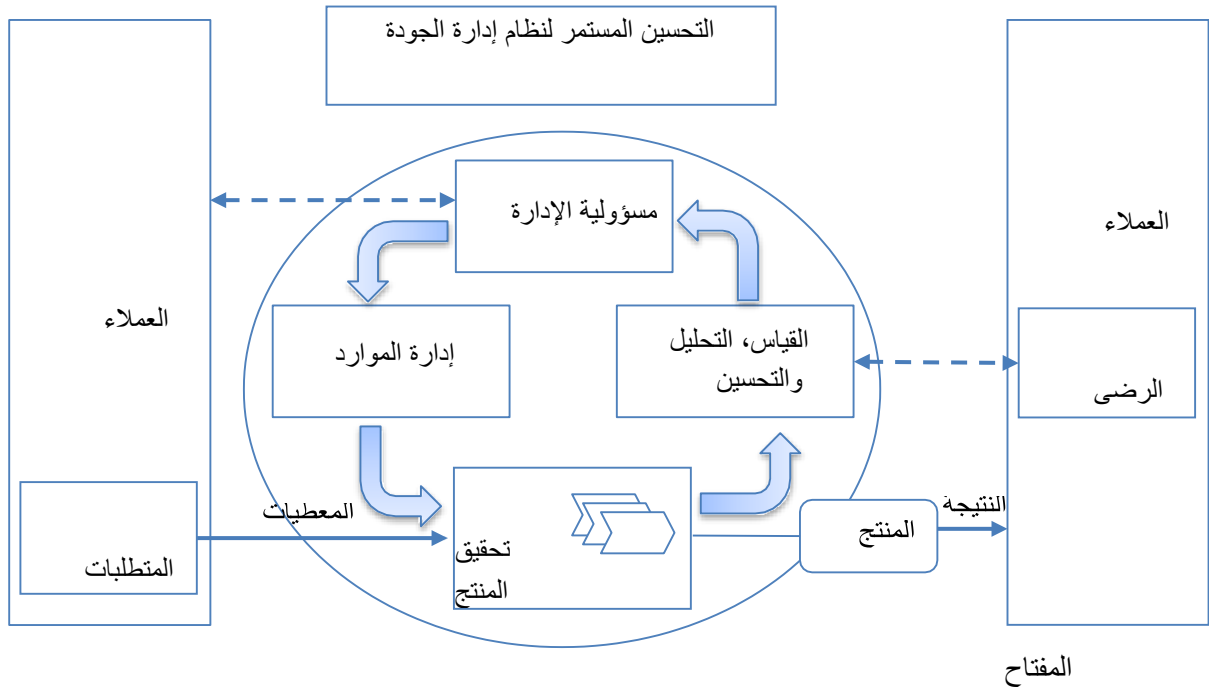 التحسين المستمر لنظام إدارة الجودة
مسؤولية الإدارة
العملاء
العملاء
القياس، التحليل
والتحسين
إدارة الموارد
الرضى
المعطيات
النتيجة
المنتج
تحقيق
المنتج
المتطلبات
المفتاح